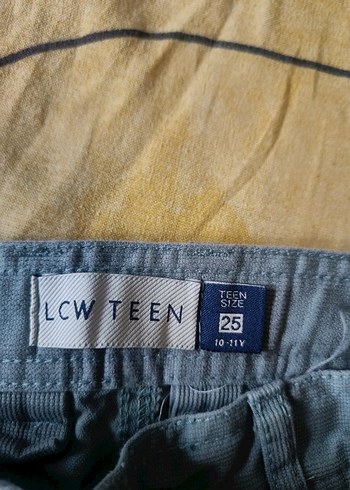 LCW TEEN
TEEN
SIZE
25
10-11Y